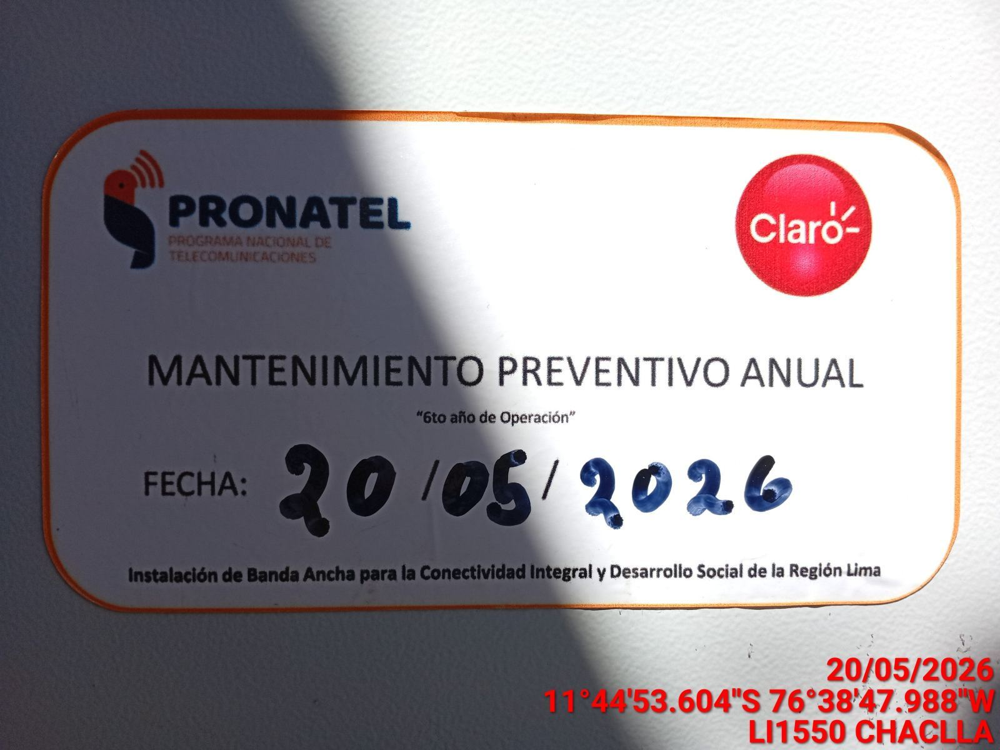 PRONATEL
PROGRAMA NACIONAL DE
TELECOMUNICACIONES
Claro
MANTENIMIENTO PREVENTIVO ANUAL
“6to año de Operación”
FECHA: 20/05/2026
Instalación de Banda Ancha para la Conectividad Integral y Desarrollo Social de la Región Lima
20/05/2026
11°44'53.604"S 76°38'47.988"W
LI1550 CHACLLA